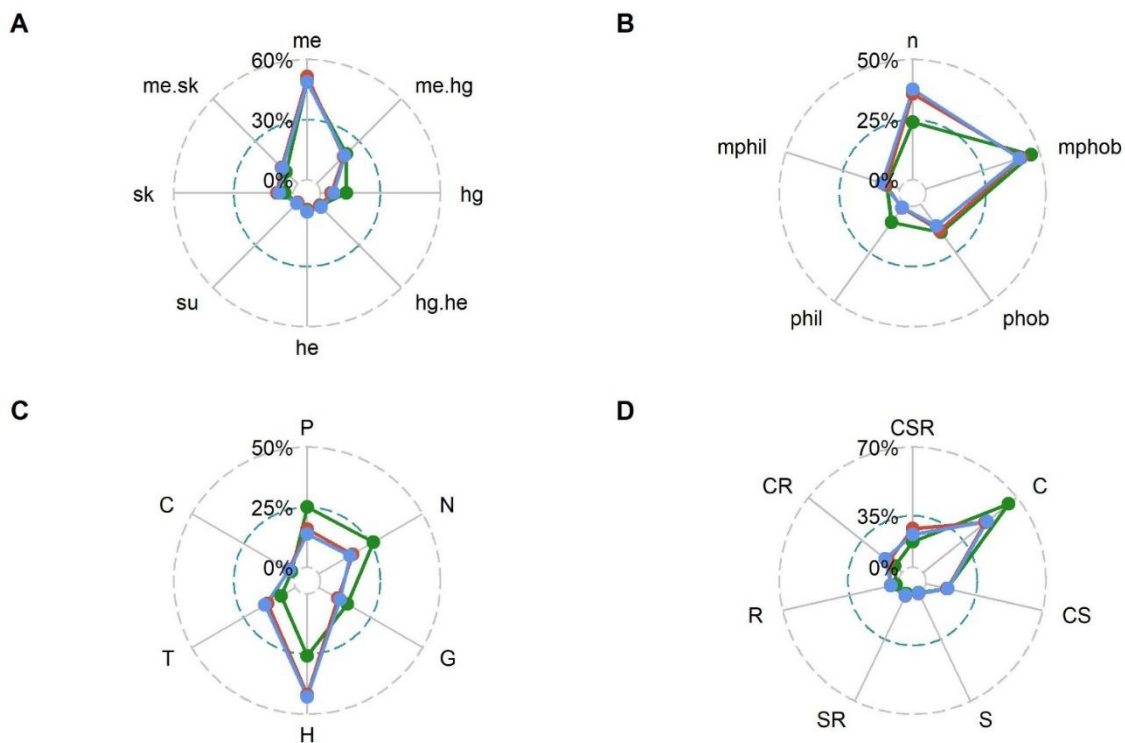 A
me
60%
me.sk
me.hg
30%
0%
sk
hg
su
hg.he
he
B
n
50%
25%
mphil
mphob
0%
phil
phob
C
P
50%
C
N
25%
0%
T
G
H
D
CSR
70%
CR
C
35%
0%
R
CS
SR
S